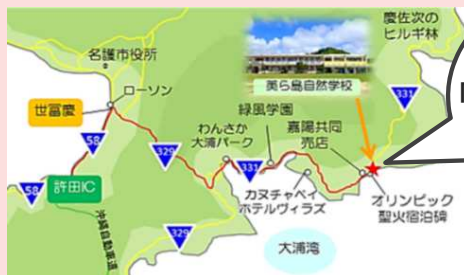 慶佐次の
ヒルギ林
名護市役所
美ら島自然学校
331
ローソン
世冨慶
緑風学園
わんさか
大浦パーク
嘉陽共同
売店
58
329
331
許田IC
カヌチャベイ
ホテルヴィラズ
オリンピック
聖火宿泊碑
58
沖縄自動車道
329
大浦湾